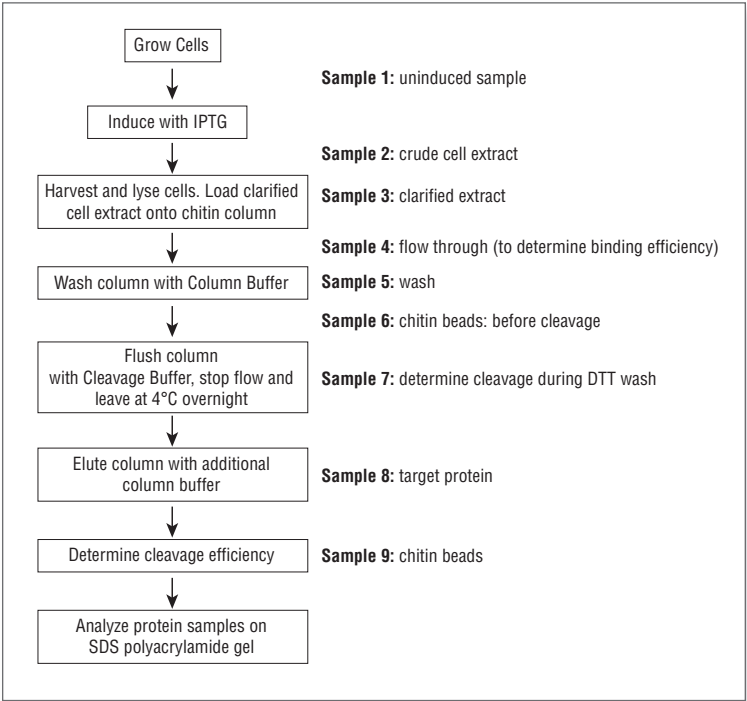 Grow Cells
Sample 1: uninduced sample
Induce with IPTG
Sample 2: crude cell extract
Harvest and lyse cells. Load clarified
cell extract onto chitin column
Sample 3: clarified extract
Sample 4: flow through (to determine binding efficiency)
Wash column with Column Buffer
Sample 5: wash
Sample 6: chitin beads: before cleavage
Flush column
with Cleavage Buffer, stop flow and
leave at 4°C overnight
Sample 7: determine cleavage during DTT wash
Elute column with additional
column buffer
Sample 8: target protein
Determine cleavage efficiency
Sample 9: chitin beads
Analyze protein samples on
SDS polyacrylamide gel